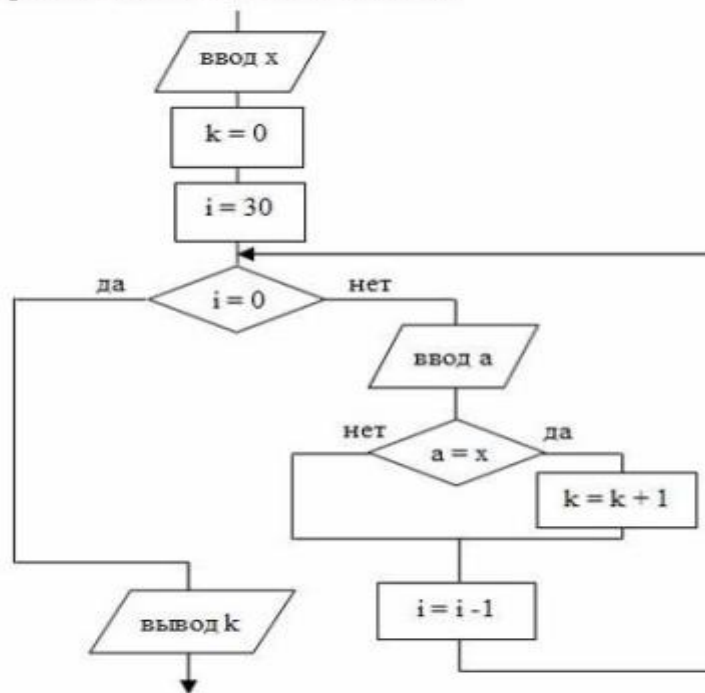 ввод x
k = 0
i = 30
да
i = 0
нет
ввод a
нет
a = x
да
k = k + 1
i = i -1
вывод k